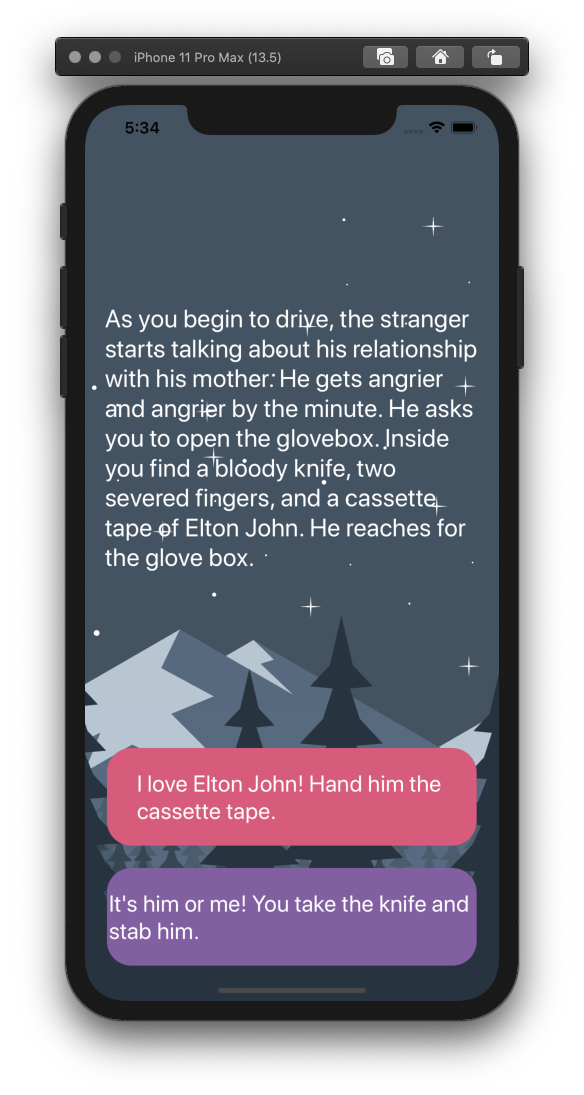 iPhone 11 Pro Max (13.5)
5:34
As you begin to drive, the stranger
starts talking about his relationship
with his mother. He gets angrier
and angrier by the minute. He asks
you to open the glovebox. Inside
you find a bloody knife, two
severed fingers, and a cassette
tape of Elton John. He reaches for
the glove box.
I love Elton John! Hand him the
cassette tape.
It's him or me! You take the knife and
stab him.